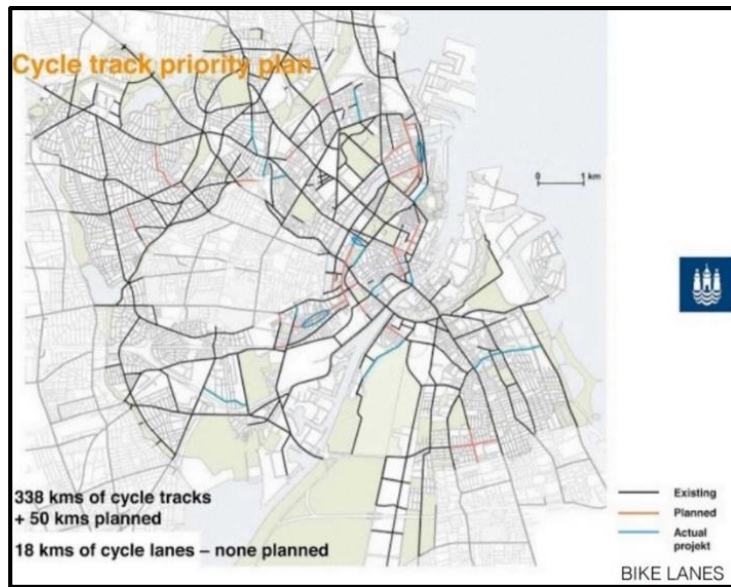 Cycle track priority plan
0 1 km
338 kms of cycle tracks
+ 50 kms planned
18 kms of cycle lanes – none planned
Existing
Planned
Actual
projekt
BIKE LANES